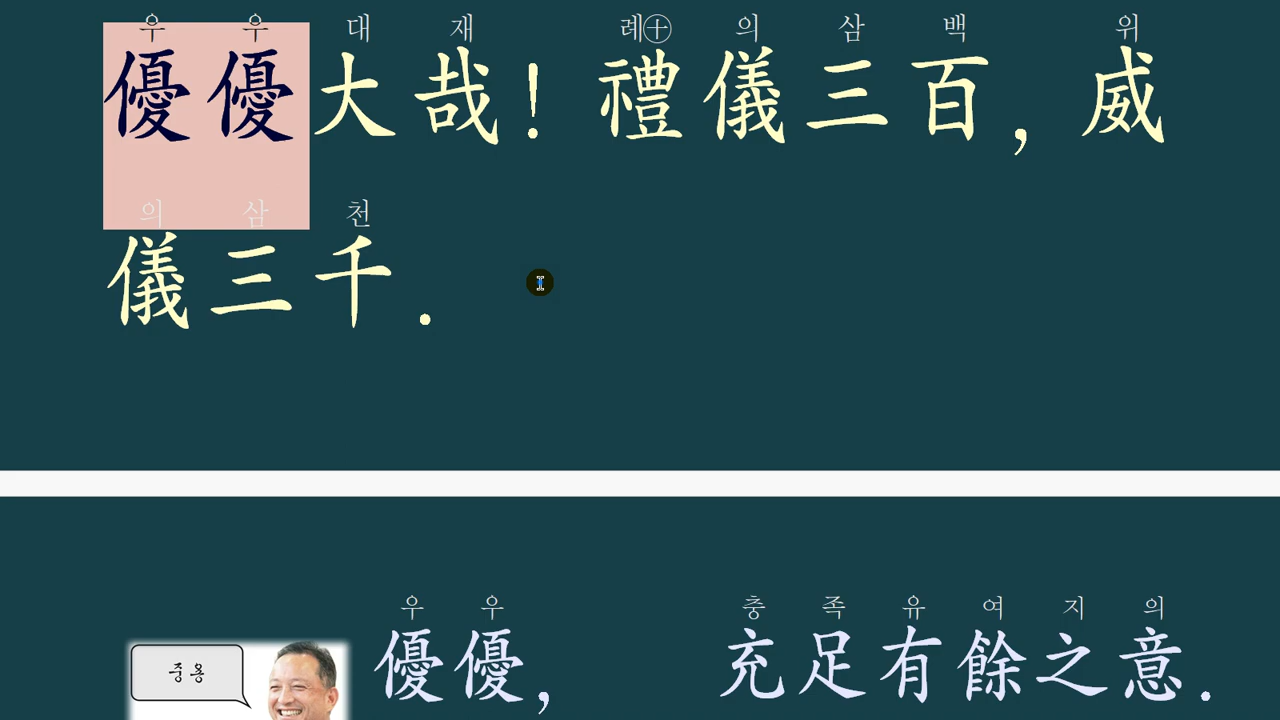 우 우 대 재 례㊉ 의 삼 백 위
優優大哉! 禮儀三百, 威
의 삼 천
儀三千.
우 우 충 족 유 여 지 의
優優, 充足有餘之意.
중 용